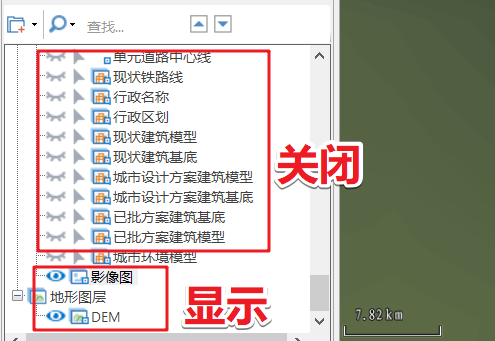 查找...
单元道路中心线
现状铁路线
行政名称
行政区划
现状建筑模型
现状建筑基底
城市设计方案建筑模型
城市设计方案建筑基底
已批方案建筑基底
已批方案建筑模型
城市环境模型
影像图
地形图层
DEM
关闭
显示
7.82km